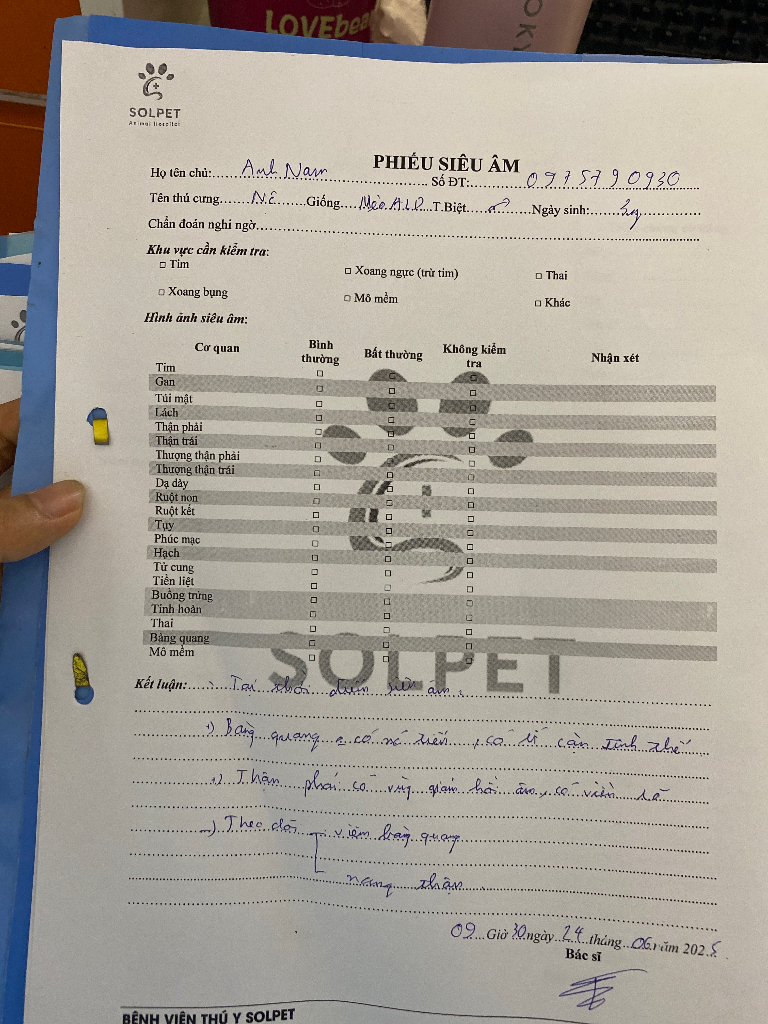 LOVEbea
OKY
SOLPET
Animal Hospital
PHIẾU SIÊU ÂM
Họ tên chủ: Anh Nam Số ĐT: 0975790930
Tên thú cưng N.E Giống Mèo A.L.D T.Biệt ♂ Ngày sinh: 3y
Chẩn đoán nghi ngờ
Khu vực cần kiểm tra:
□ Tim □ Xoang ngực (trừ tim) □ Thai
□ Xoang bụng □ Mô mềm □ Khác
Hình ảnh siêu âm:
Cơ quan Bình thường Bất thường Không kiểm tra Nhận xét
Tim □ □ □
Gan □ □ □
Túi mật □ □ □
Lách □ □ □
Thận phải □ □ □
Thận trái □ □ □
Thượng thận phải □ □ □
Thượng thận trái □ □ □
Dạ dày □ □ □
Ruột non □ □ □
Ruột kết □ □ □
Tụy □ □ □
Phúc mạc □ □ □
Hạch □ □ □
Tử cung □ □ □
Tiền liệt □ □ □
Buồng trứng □ □ □
Tinh hoàn □ □ □
Thai □ □ □
Bàng quang □ □ □
Mô mềm □ □ □
SOLPET
Kết luận: Tại thời điểm siêu âm:
Bàng quang có nước tiểu, có ít cặn tinh thể
Thận phải có vùng giảm hồi âm, có viền rõ
Theo dõi viêm bàng quang
nang thận
09 Giờ 30 ngày 24 tháng 06 năm 2025
Bác sĩ
BỆNH VIỆN THÚ Y SOLPET